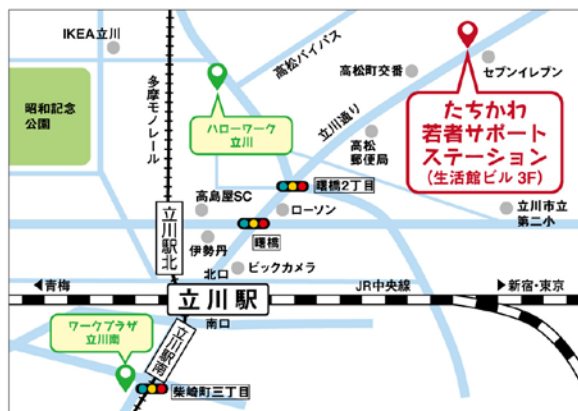 IKEA立川
昭和記念
公園
多摩モノレール
高松バイパス
ハローワーク
立川
高松町交番
セブンイレブン
立川通り
たちかわ
若者サポート
ステーション
(生活館ビル 3F)
高松
郵便局
曙橋2丁目
高島屋SC
ローソン
立川市立
第二小
曙橋
伊勢丹
立川駅北
北口
ビックカメラ
◀青梅
JR中央線
▶新宿・東京
立川駅
南口
ワークプラザ
立川南
立川駅南
柴崎町三丁目